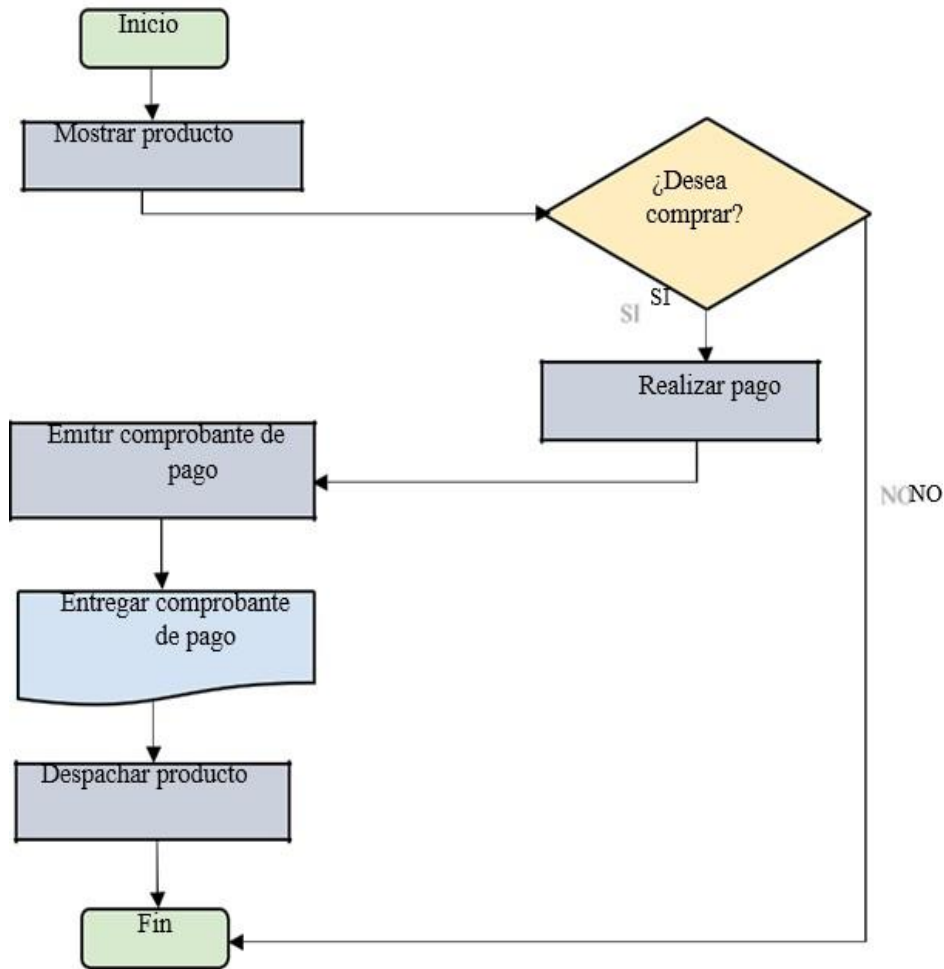 Inicio
Mostrar producto
¿Desea
comprar?
SI
SI
Realizar pago
Emitir comprobante de
pago
NO
NO
Entregar comprobante
de pago
Despachar producto
Fin